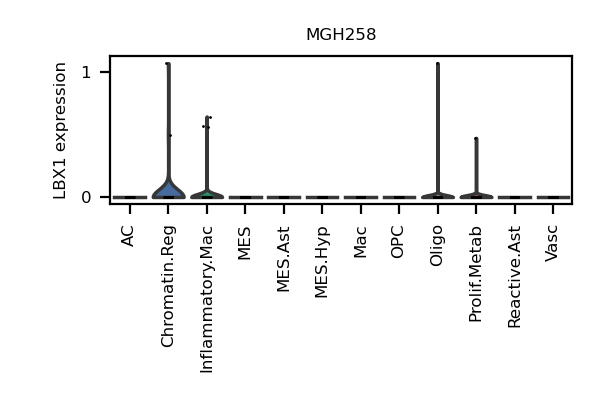 MGH258
LBX1 expression
1
0
AC
Chromatin.Reg
Inflammatory.Mac
MES
MES.Ast
MES.Hyp
Mac
OPC
Oligo
Prolif.Metab
Reactive.Ast
Vasc